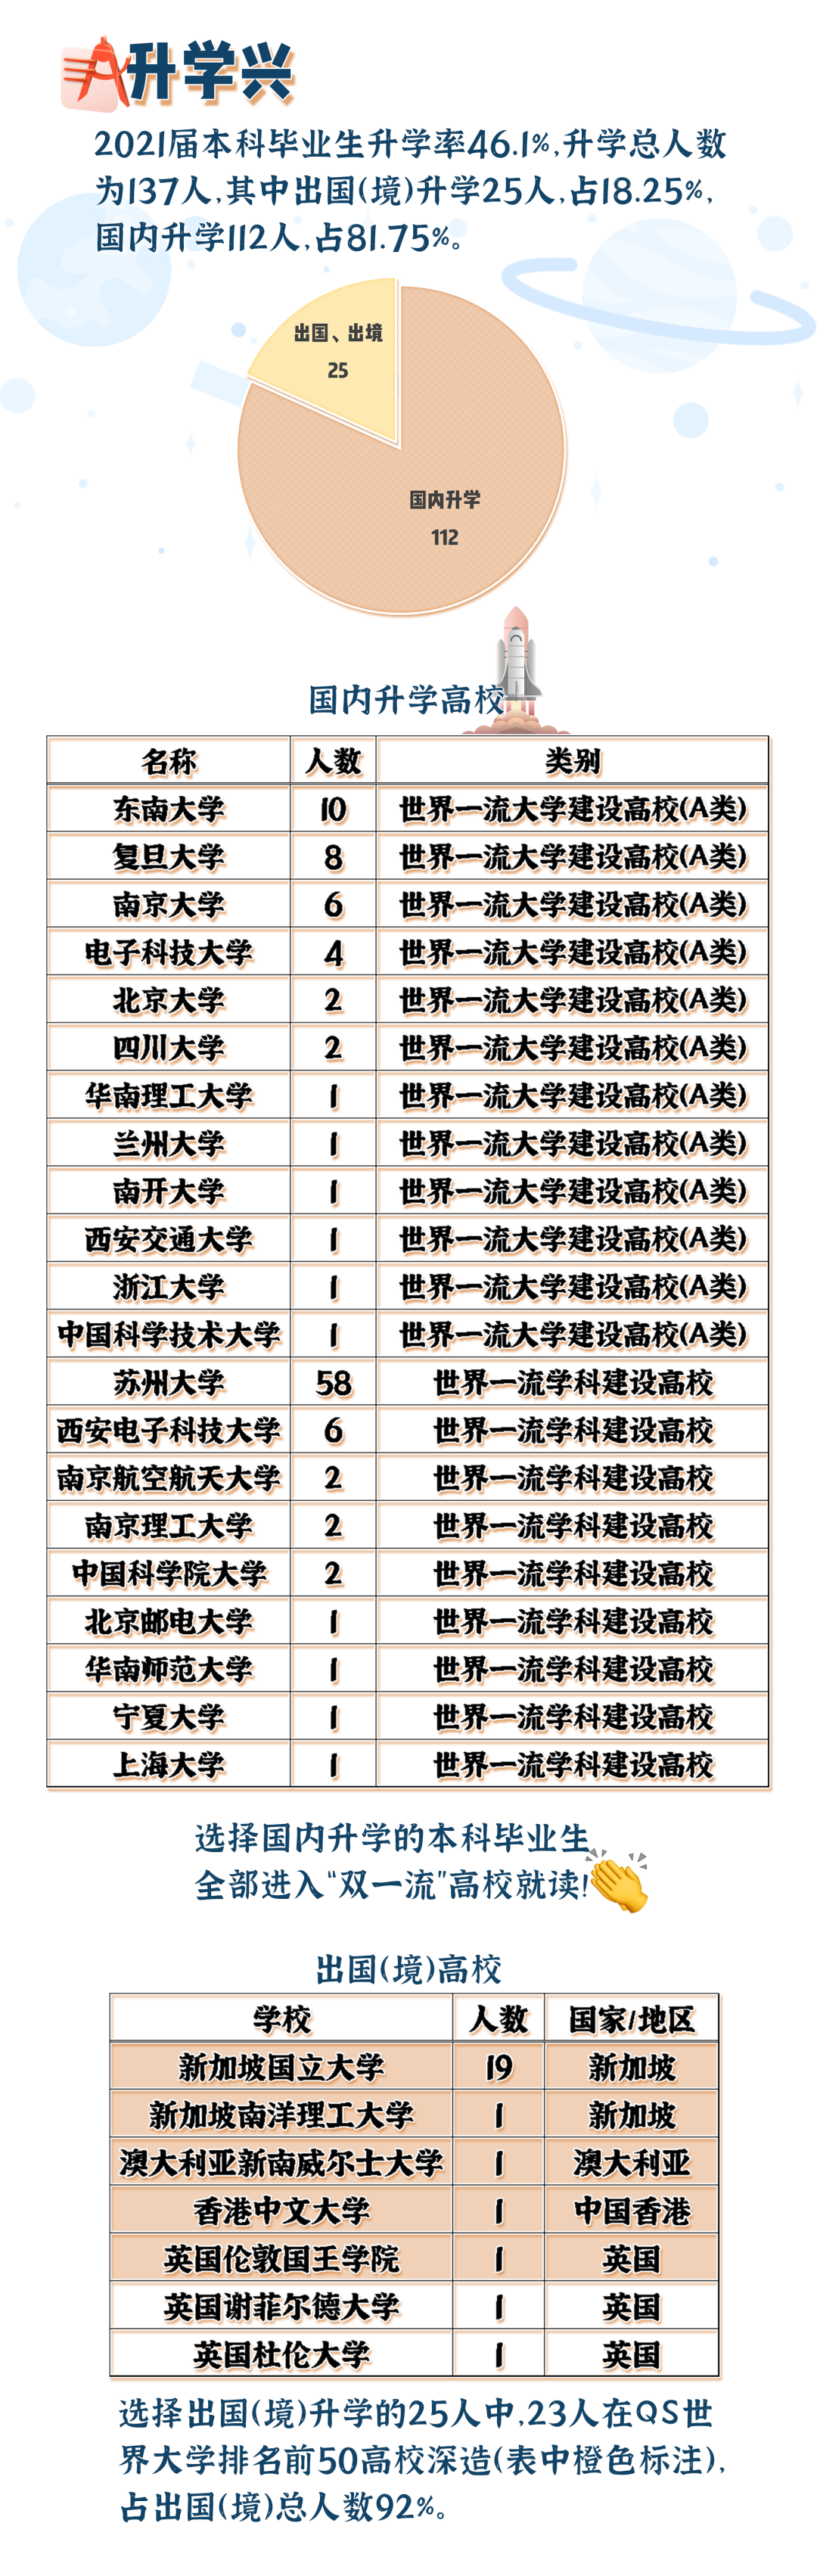 升学兴
2021届本科毕业生升学率46.1%,升学总人数
为137人,其中出国(境)升学25人,占18.25%,
国内升学112人,占81.75%。
出国、出境
25
国内升学
112
国内升学高校
名称 人数 类别
东南大学 10 世界一流大学建设高校(A类)
复旦大学 8 世界一流大学建设高校(A类)
南京大学 6 世界一流大学建设高校(A类)
电子科技大学 4 世界一流大学建设高校(A类)
北京大学 2 世界一流大学建设高校(A类)
四川大学 2 世界一流大学建设高校(A类)
华南理工大学 1 世界一流大学建设高校(A类)
兰州大学 1 世界一流大学建设高校(A类)
南开大学 1 世界一流大学建设高校(A类)
西安交通大学 1 世界一流大学建设高校(A类)
浙江大学 1 世界一流大学建设高校(A类)
中国科学技术大学 1 世界一流大学建设高校(A类)
苏州大学 58 世界一流学科建设高校
西安电子科技大学 6 世界一流学科建设高校
南京航空航天大学 2 世界一流学科建设高校
南京理工大学 2 世界一流学科建设高校
中国科学院大学 2 世界一流学科建设高校
北京邮电大学 1 世界一流学科建设高校
华南师范大学 1 世界一流学科建设高校
宁夏大学 1 世界一流学科建设高校
上海大学 1 世界一流学科建设高校
选择国内升学的本科毕业生
全部进入“双一流”高校就读!
出国(境)高校
学校 人数 国家/地区
新加坡国立大学 19 新加坡
新加坡南洋理工大学 1 新加坡
澳大利亚新南威尔士大学 1 澳大利亚
香港中文大学 1 中国香港
英国伦敦国王学院 1 英国
英国谢菲尔德大学 1 英国
英国杜伦大学 1 英国
选择出国(境)升学的25人中,23人在QS世
界大学排名前50高校深造(表中橙色标注),
占出国(境)总人数92%。